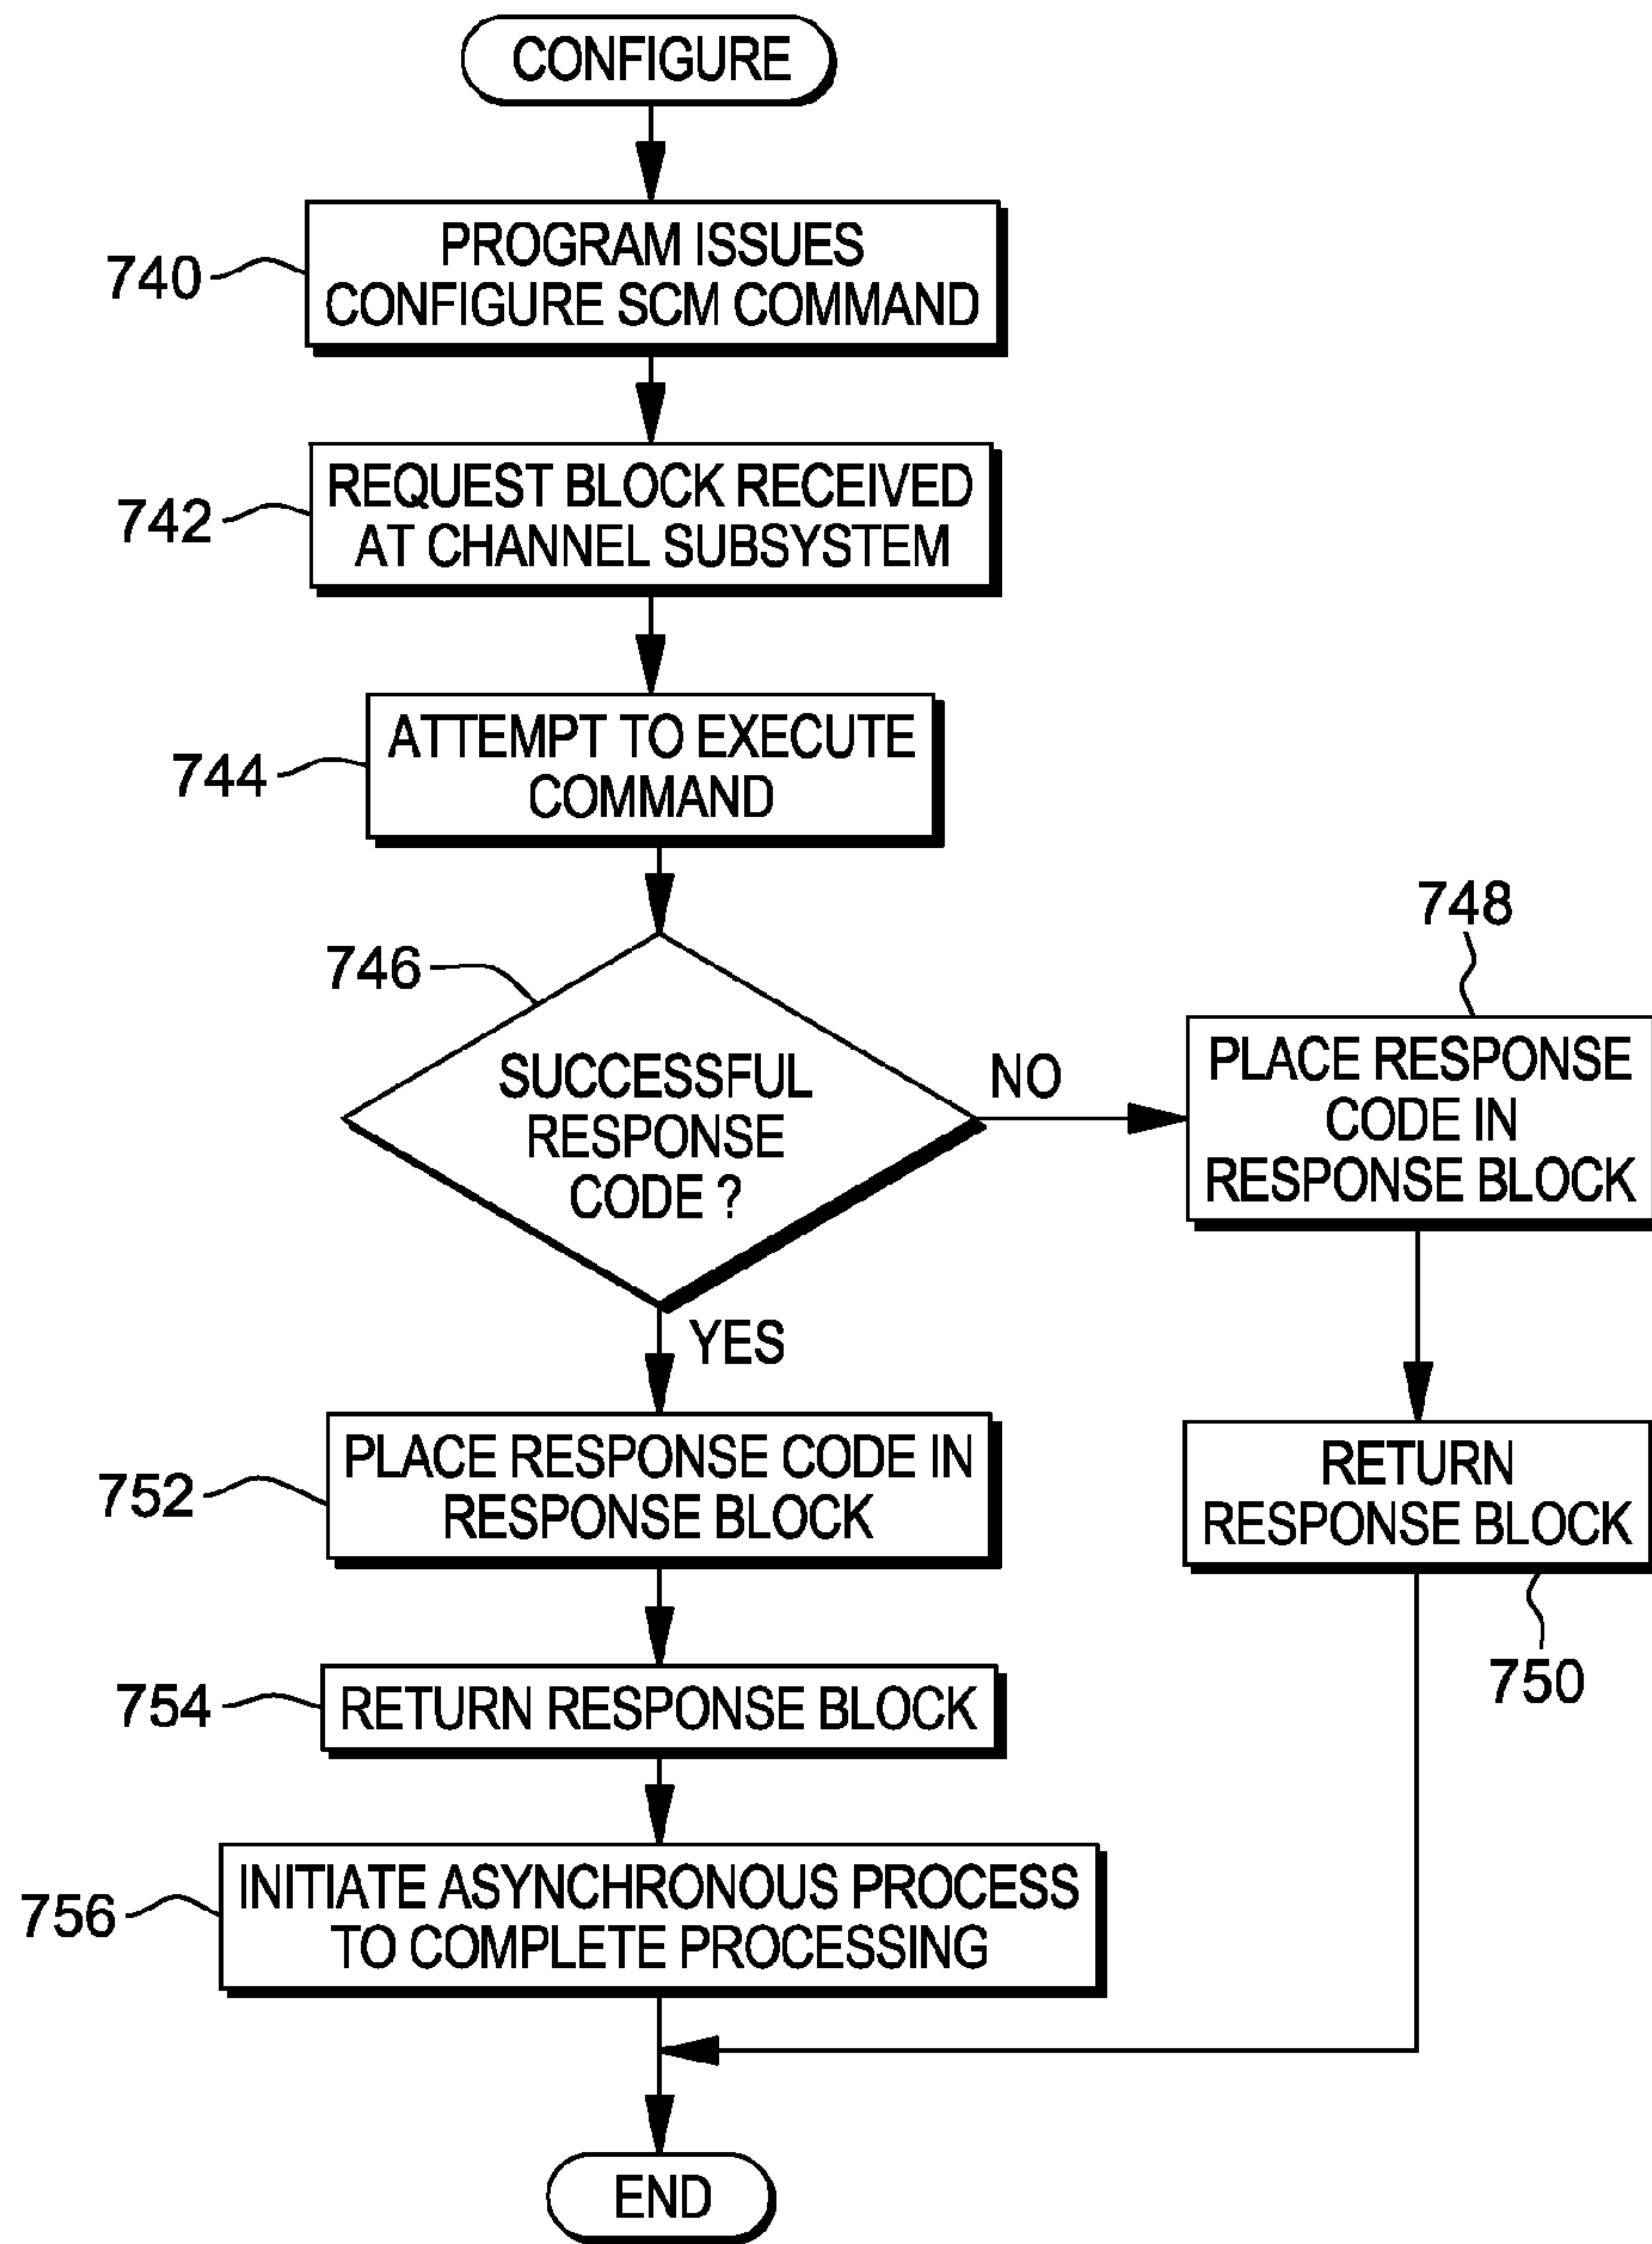 CONFIGURE
740
PROGRAM ISSUES
CONFIGURE SCM COMMAND
742
REQUEST BLOCK RECEIVED
AT CHANNEL SUBSYSTEM
744
ATTEMPT TO EXECUTE
COMMAND
746
SUCCESSFUL
RESPONSE
CODE ?
NO
748
PLACE RESPONSE
CODE IN
RESPONSE BLOCK
RETURN
RESPONSE BLOCK
750
YES
752
PLACE RESPONSE CODE IN
RESPONSE BLOCK
754
RETURN RESPONSE BLOCK
756
INITIATE ASYNCHRONOUS PROCESS
TO COMPLETE PROCESSING
END